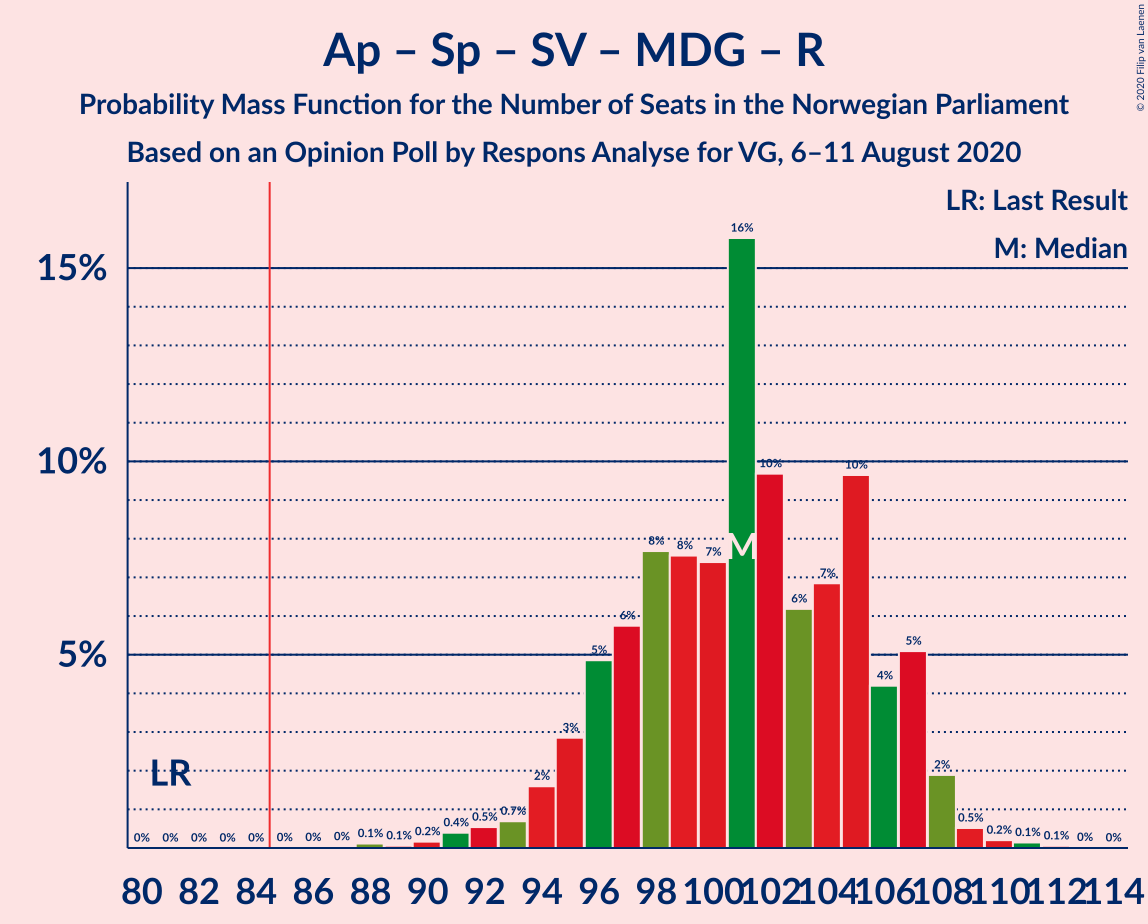 Ap – Sp – SV – MDG – R
Probability Mass Function for the Number of Seats in the Norwegian Parliament
Based on an Opinion Poll by Respons Analyse for VG, 6–11 August 2020
© 2020 Filip van Laenen
LR: Last Result
M: Median
15%
10%
5%
LR
M
0% 0% 0% 0% 0% 0% 0% 0% 0.1% 0.1% 0.2% 0.4% 0.5% 0.7% 2% 3% 5% 6% 8% 8% 7% 16% 10% 6% 7% 10% 4% 5% 2% 0.5% 0.2% 0.1% 0.1% 0% 0%
80 82 84 86 88 90 92 94 96 98 100 102 104 106 108 110 112 114